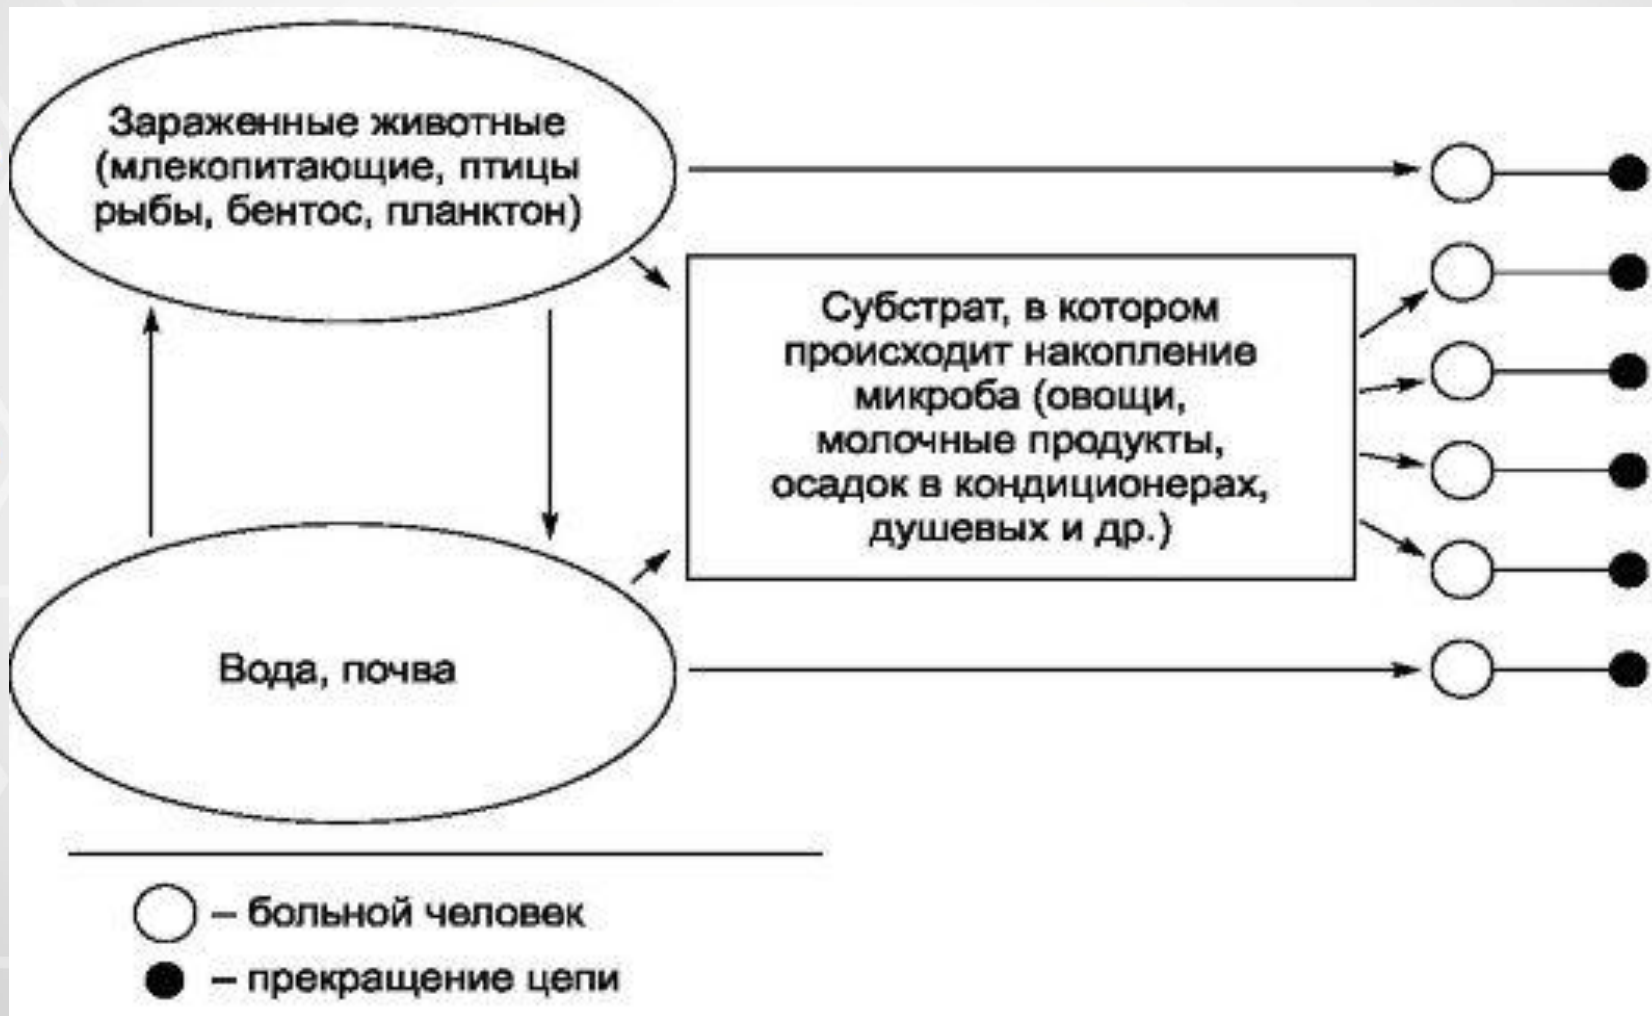 Зараженные животные
(млекопитающие, птицы
рыбы, бентос, планктон)
Субстрат, в котором
происходит накопление
микроба (овощи,
молочные продукты,
осадок в кондиционерах,
душевых и др.)
Вода, почва
– больной человек
– прекращение цепи